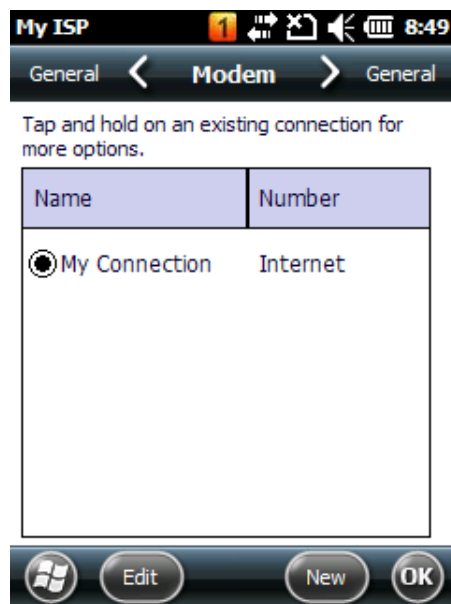 My ISP 1 8:49
General Modem General
Tap and hold on an existing connection for
more options.
Name Number
My Connection Internet
Edit New OK